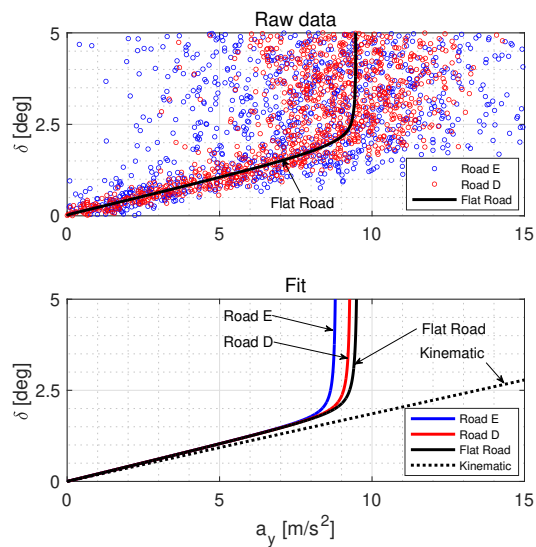 Raw data
5
2.5
0
δ [deg]
Flat Road
Road E
Road D
Flat Road
0
5
10
15
Fit
5
2.5
0
δ [deg]
Road E
Road D
Flat Road
Kinematic
Road E
Road D
Flat Road
Kinematic
0
5
10
15
a_y [m/s²]